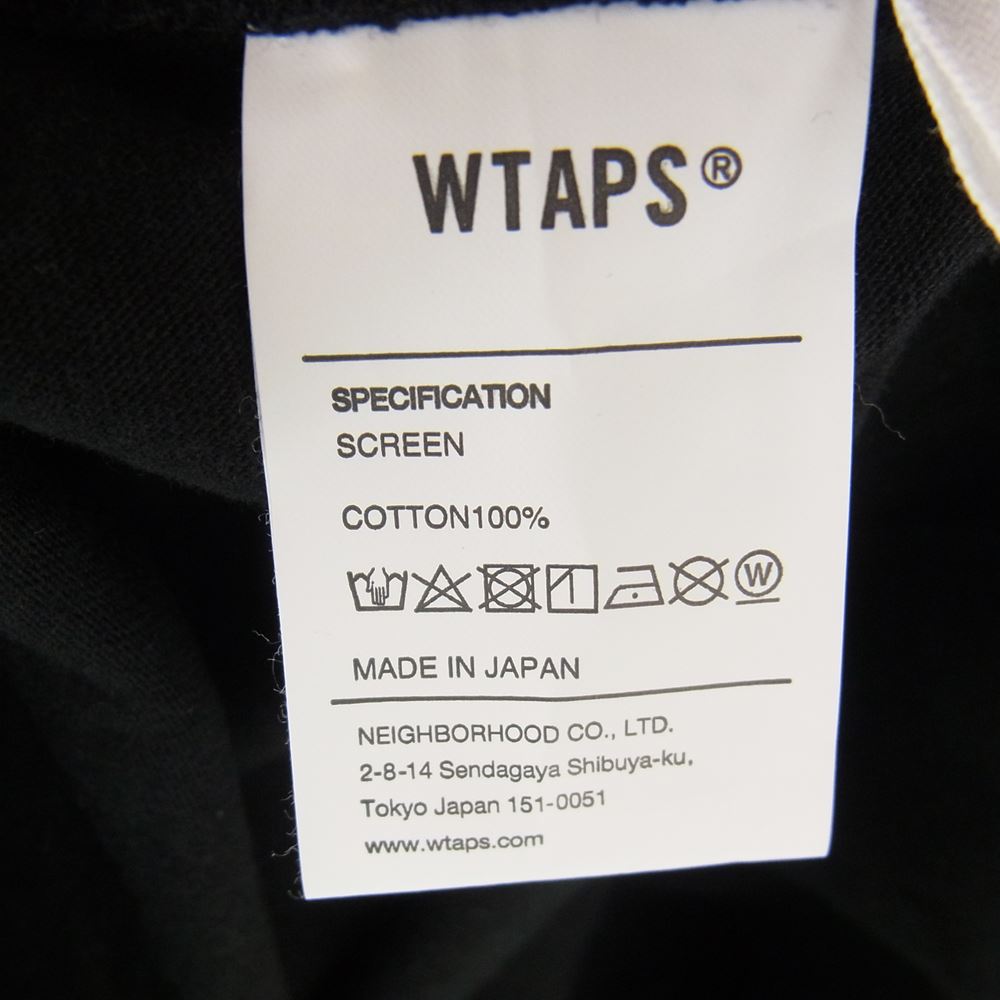 WTAPS®
SPECIFICATION
SCREEN
COTTON100%
W
MADE IN JAPAN
NEIGHBORHOOD CO., LTD.
2-8-14 Sendagaya Shibuya-ku,
Tokyo Japan 151-0051
www.wtaps.com